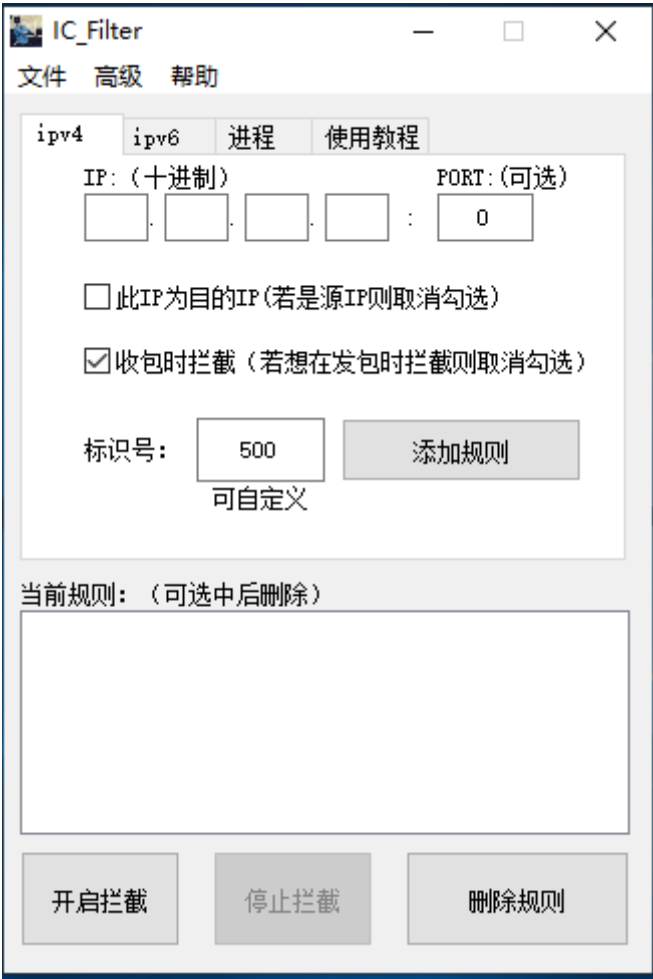 IC_Filter
文件 高级 帮助
ipv4 ipv6 进程 使用教程
IP:（十进制） PORT:(可选)
. . . : 0
此IP为目的IP(若是源IP则取消勾选)
收包时拦截（若想在发包时拦截则取消勾选）
标识号： 500 添加规则
可自定义
当前规则：（可选中后删除）
开启拦截 停止拦截 删除规则